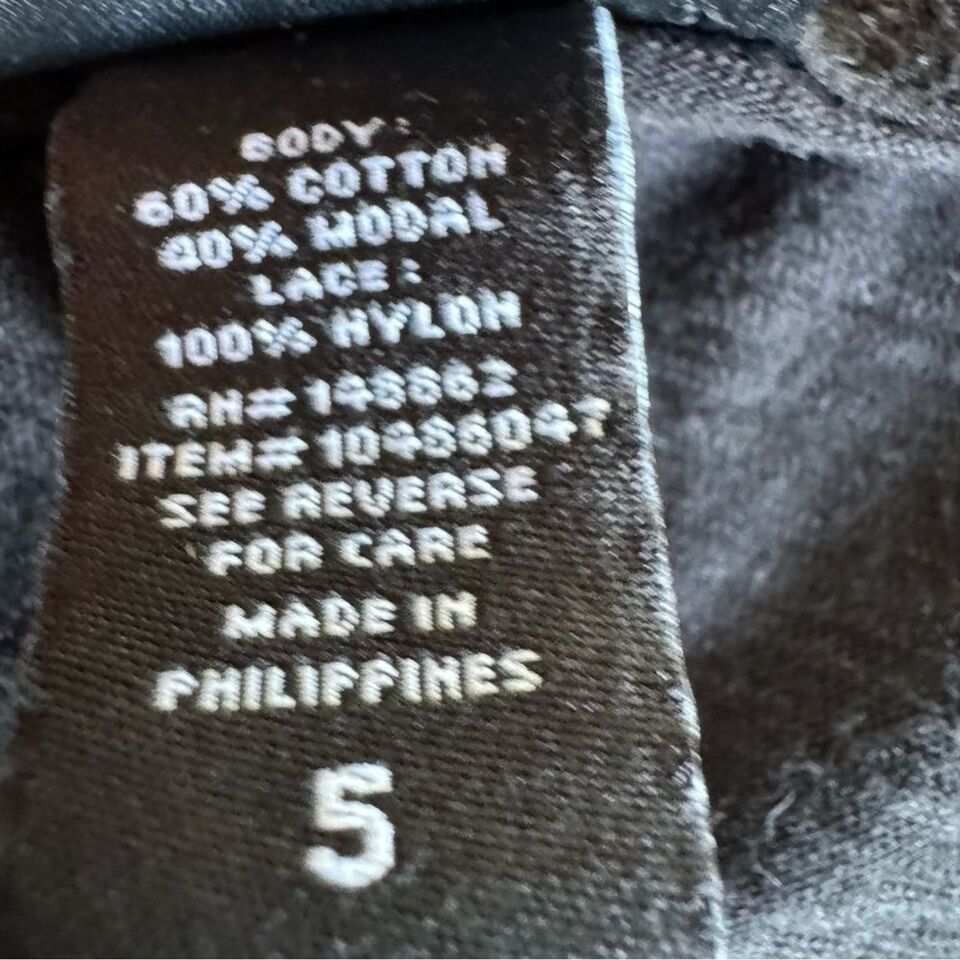 BODY:
60% COTTON
40% MODAL
LACE:
100% NYLON
RN# 148662
ITEM# 10486047
SEE REVERSE
FOR CARE
MADE IN
PHILIPPINES
5